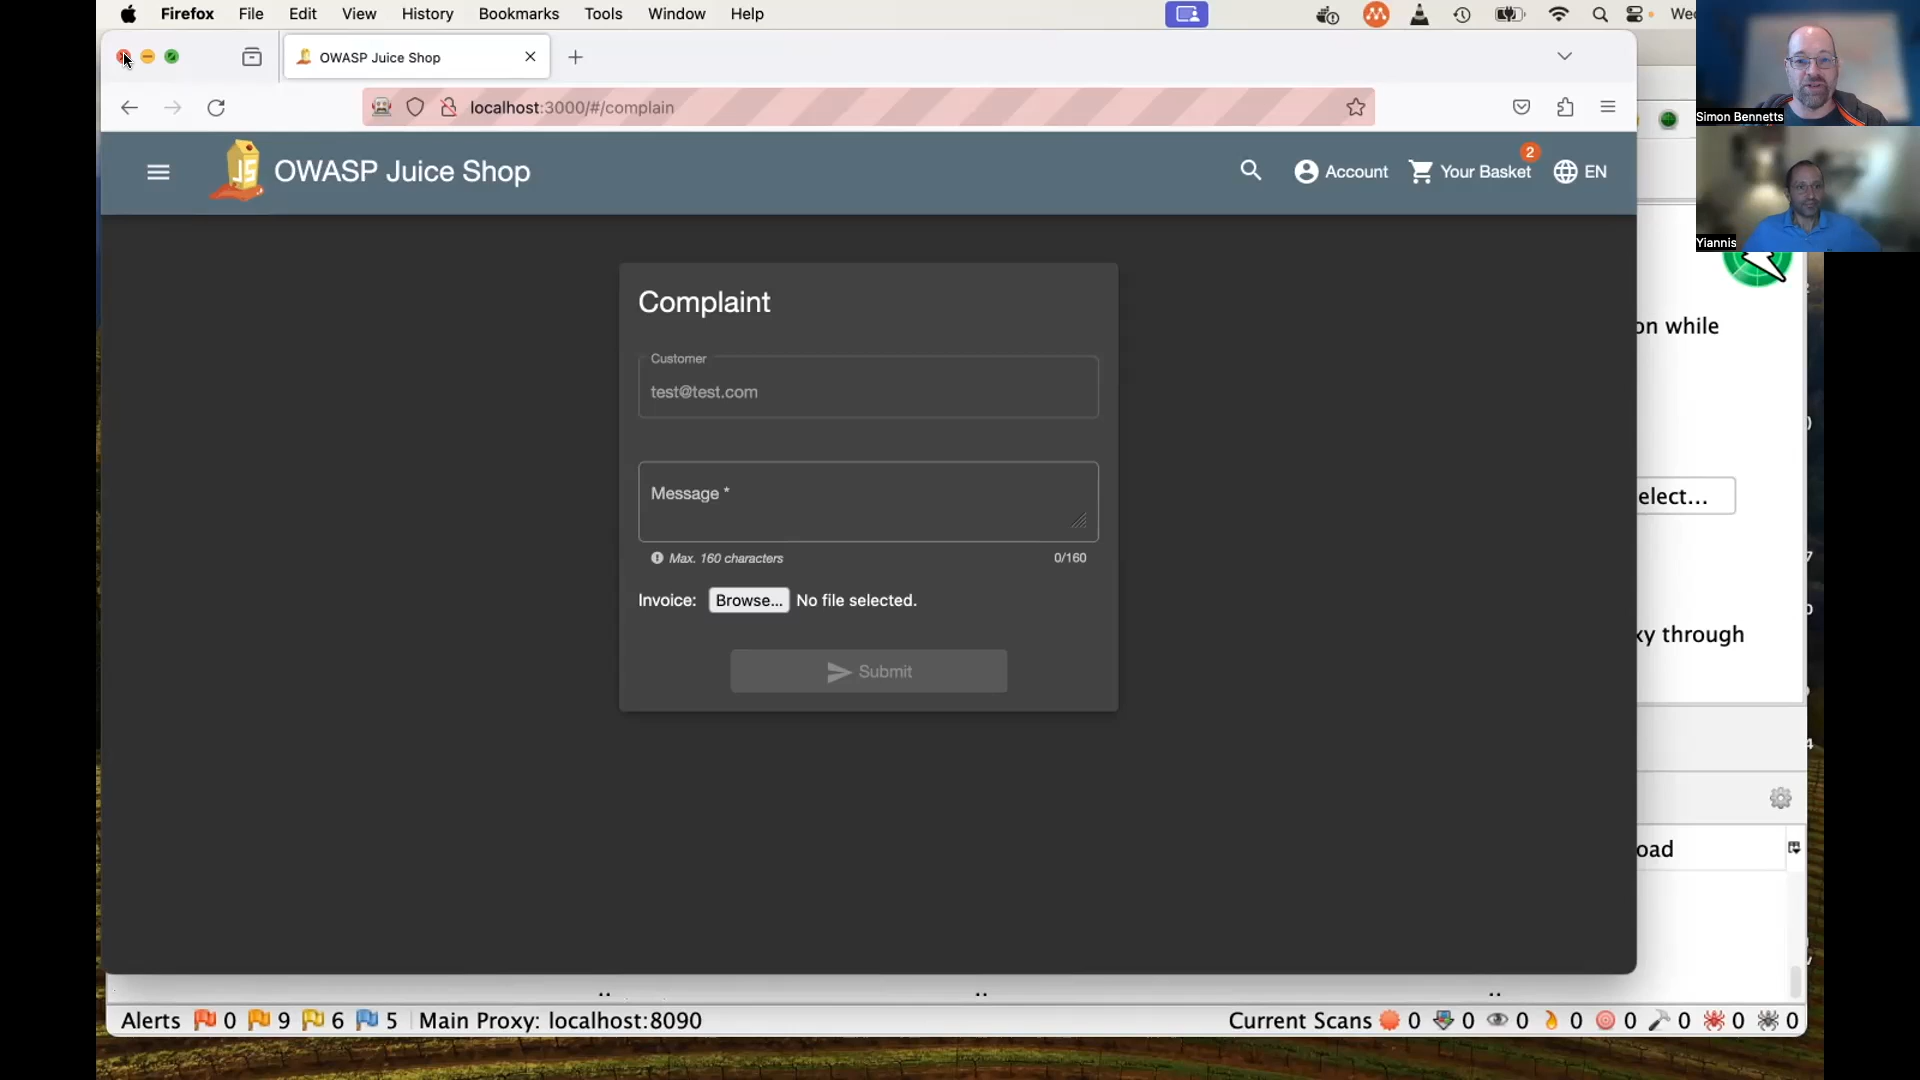 Firefox File Edit View History Bookmarks Tools Window Help
Wed
OWASP Juice Shop
localhost:3000/#/complain
JS
OWASP Juice Shop
Account
2
Your Basket
EN
Simon Bennetts
Yiannis
Complaint
Customer
test@test.com
Message *
Max. 160 characters
0/160
Invoice: Browse... No file selected.
Submit
on while
elect...
xy through
oad
Alerts 0 9 6 5 Main Proxy: localhost:8090
Current Scans 0 0 0 0 0 0 0 0